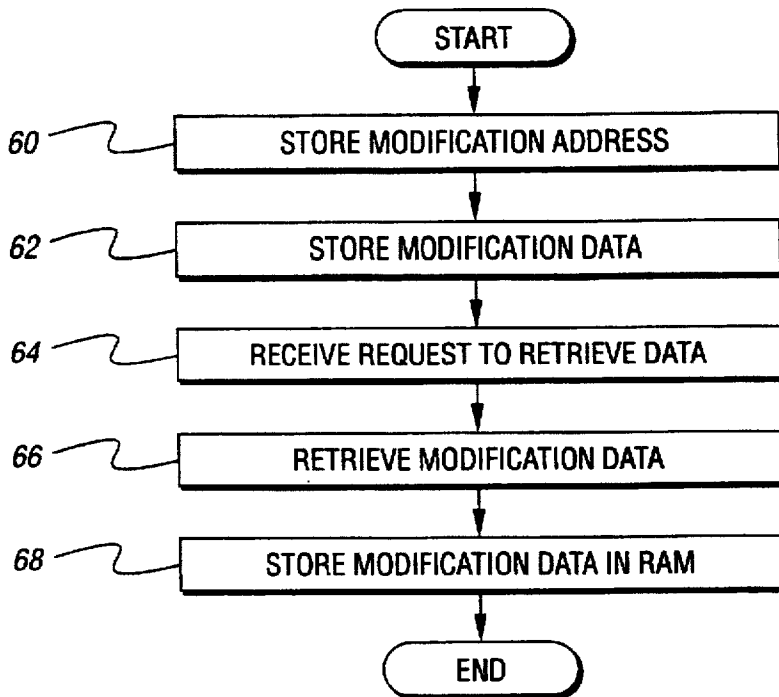 START
60 STORE MODIFICATION ADDRESS
62 STORE MODIFICATION DATA
64 RECEIVE REQUEST TO RETRIEVE DATA
66 RETRIEVE MODIFICATION DATA
68 STORE MODIFICATION DATA IN RAM
END